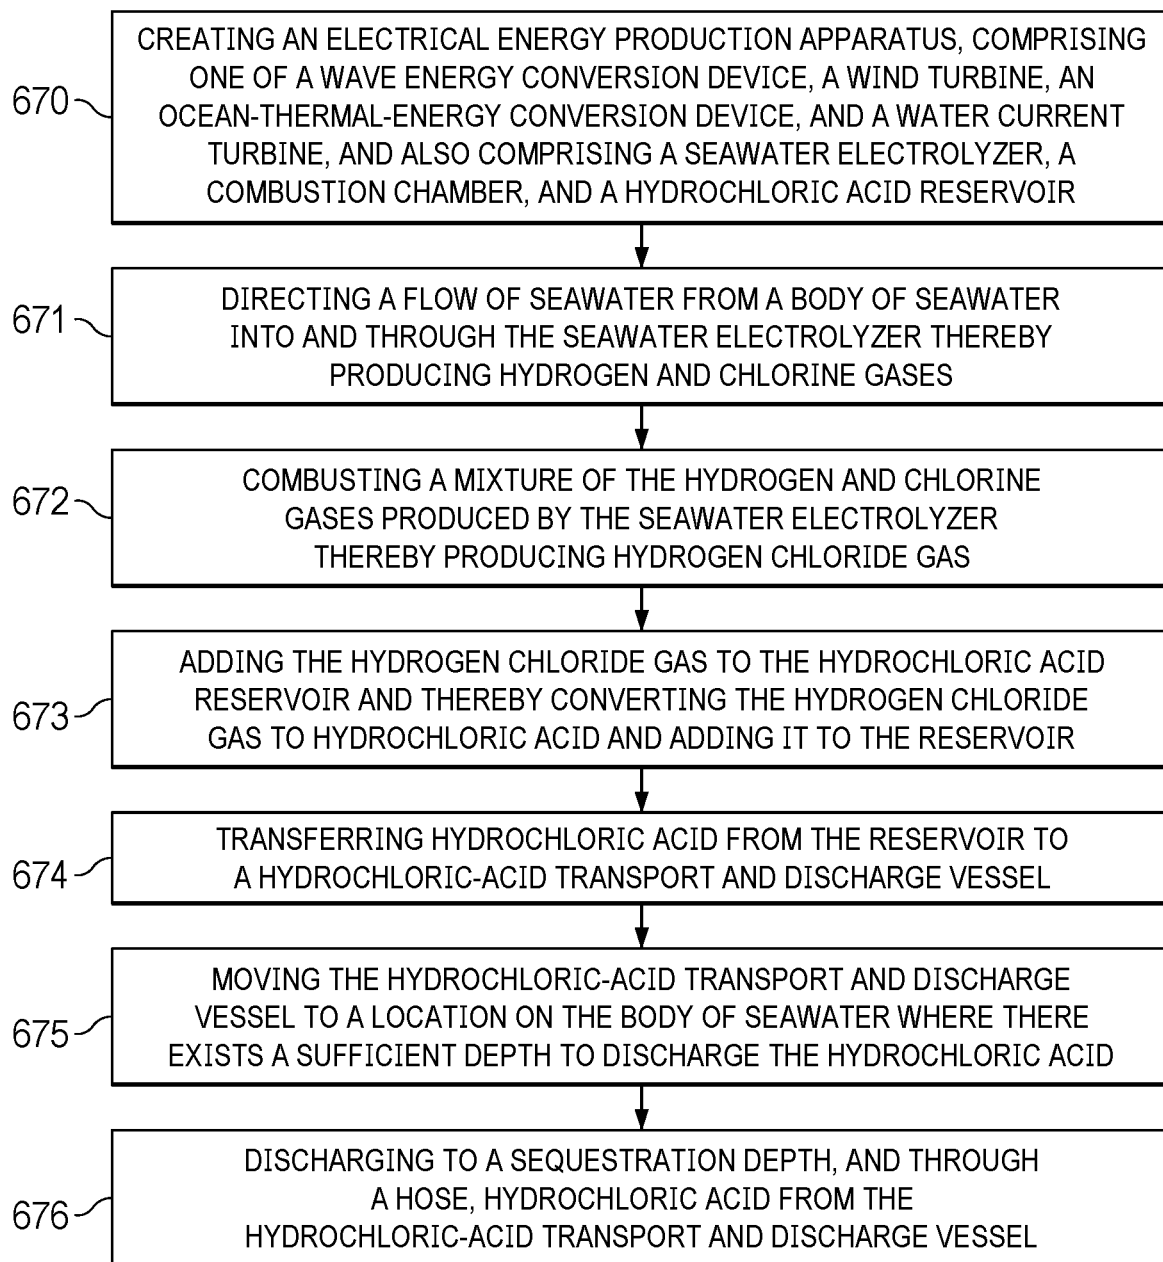 670
CREATING AN ELECTRICAL ENERGY PRODUCTION APPARATUS, COMPRISING
ONE OF A WAVE ENERGY CONVERSION DEVICE, A WIND TURBINE, AN
OCEAN-THERMAL-ENERGY CONVERSION DEVICE, AND A WATER CURRENT
TURBINE, AND ALSO COMPRISING A SEAWATER ELECTROLYZER, A
COMBUSTION CHAMBER, AND A HYDROCHLORIC ACID RESERVOIR
671
DIRECTING A FLOW OF SEAWATER FROM A BODY OF SEAWATER
INTO AND THROUGH THE SEAWATER ELECTROLYZER THEREBY
PRODUCING HYDROGEN AND CHLORINE GASES
672
COMBUSTING A MIXTURE OF THE HYDROGEN AND CHLORINE
GASES PRODUCED BY THE SEAWATER ELECTROLYZER
THEREBY PRODUCING HYDROGEN CHLORIDE GAS
673
ADDING THE HYDROGEN CHLORIDE GAS TO THE HYDROCHLORIC ACID
RESERVOIR AND THEREBY CONVERTING THE HYDROGEN CHLORIDE
GAS TO HYDROCHLORIC ACID AND ADDING IT TO THE RESERVOIR
674
TRANSFERRING HYDROCHLORIC ACID FROM THE RESERVOIR TO
A HYDROCHLORIC-ACID TRANSPORT AND DISCHARGE VESSEL
675
MOVING THE HYDROCHLORIC-ACID TRANSPORT AND DISCHARGE
VESSEL TO A LOCATION ON THE BODY OF SEAWATER WHERE THERE
EXISTS A SUFFICIENT DEPTH TO DISCHARGE THE HYDROCHLORIC ACID
676
DISCHARGING TO A SEQUESTRATION DEPTH, AND THROUGH
A HOSE, HYDROCHLORIC ACID FROM THE
HYDROCHLORIC-ACID TRANSPORT AND DISCHARGE VESSEL